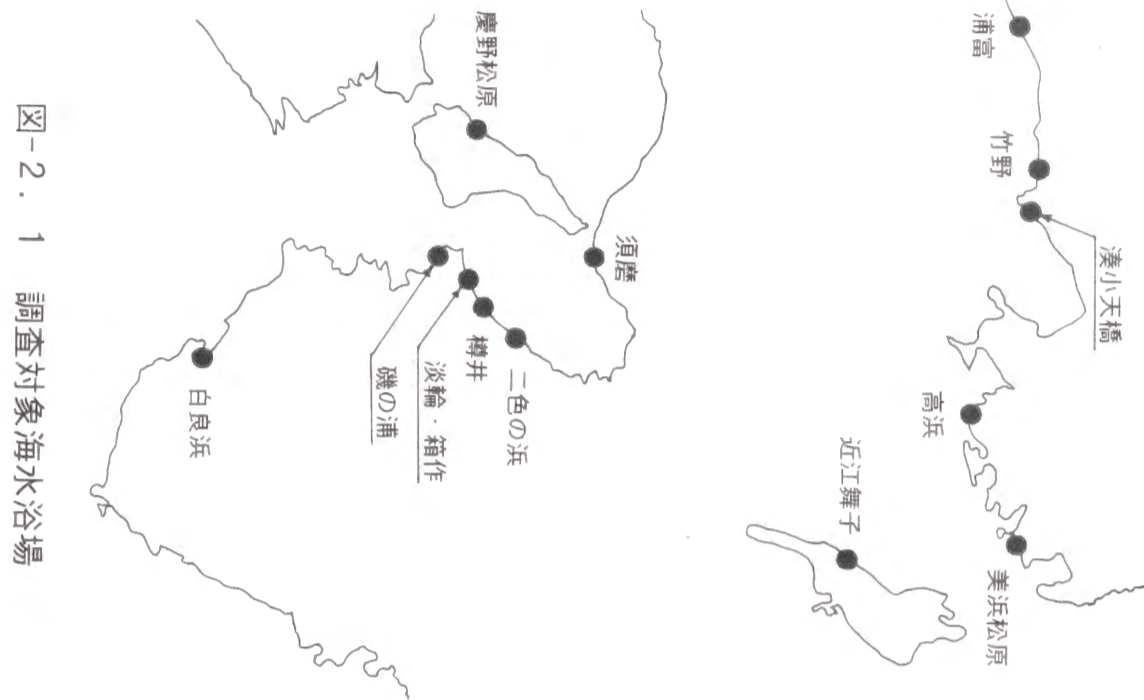 浦富
竹野
湊小天橋
高浜
美浜松原
近江舞子
慶野松原
須磨
二色の浜
樽井
淡輪・箱作
磯の浦
白良浜
図-2.1 調査対象海水浴場